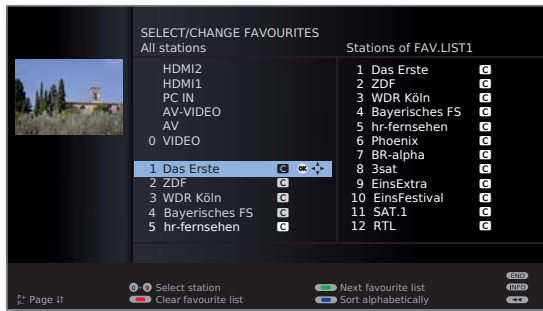 SELECT/CHANGE FAVOURITES
All stations
HDMI2
HDMI1
PC IN
AV-VIDEO
AV
0 VIDEO
1 Das Erste C OK
2 ZDF C
3 WDR Köln C
4 Bayerisches FS C
5 hr-fernsehen C
Stations of FAV.LIST1
1 Das Erste C
2 ZDF C
3 WDR Köln C
4 Bayerisches FS C
5 hr-fernsehen C
6 Phoenix C
7 BR-alpha C
8 3sat C
9 EinsExtra C
10 EinsFestival C
11 SAT.1 C
12 RTL C
0-9 Select station
Next favourite list
END
INFO
P+ P- Page
Clear favourite list
Sort alphabetically